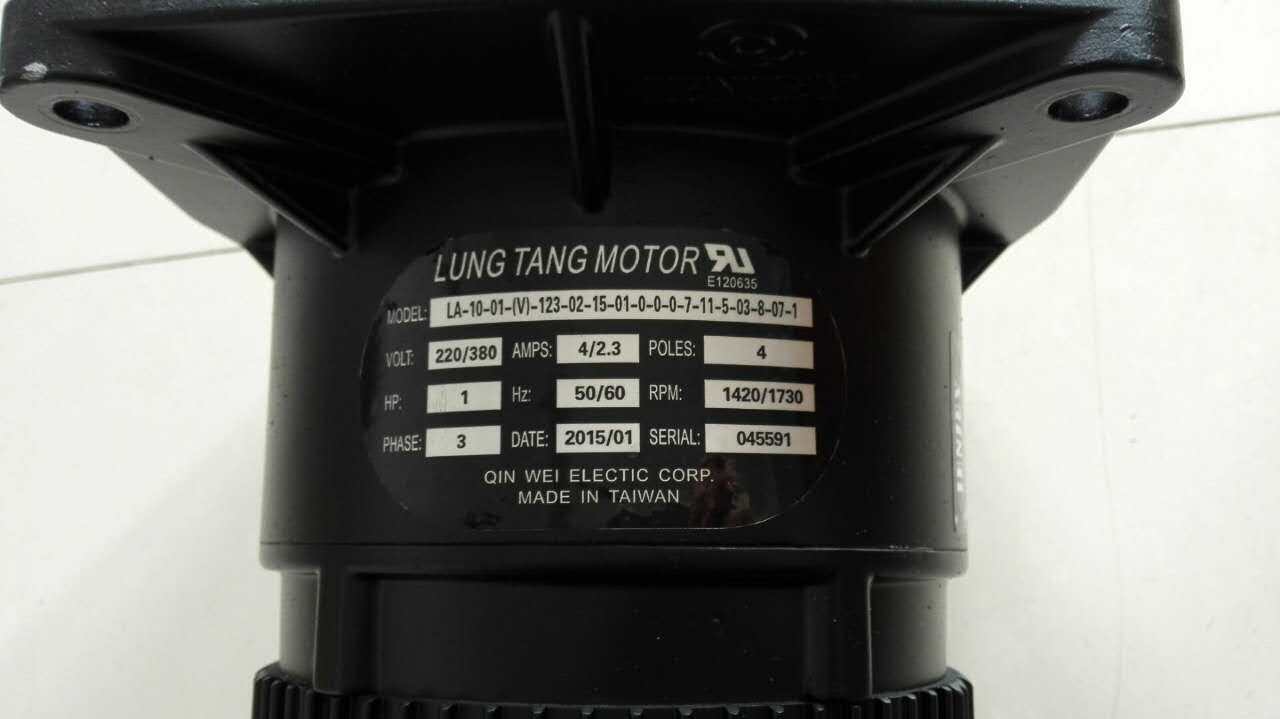 LUNG TANG MOTOR RU
E120635
MODEL: LA-10-01-(V)-123-02-15-01-0-0-0-7-11-5-03-8-07-1
VOLT: 220/380 AMPS: 4/2.3 POLES: 4
HP: 1 Hz: 50/60 RPM: 1420/1730
PHASE: 3 DATE: 2015/01 SERIAL: 045591
QIN WEI ELECTIC CORP.
MADE IN TAIWAN